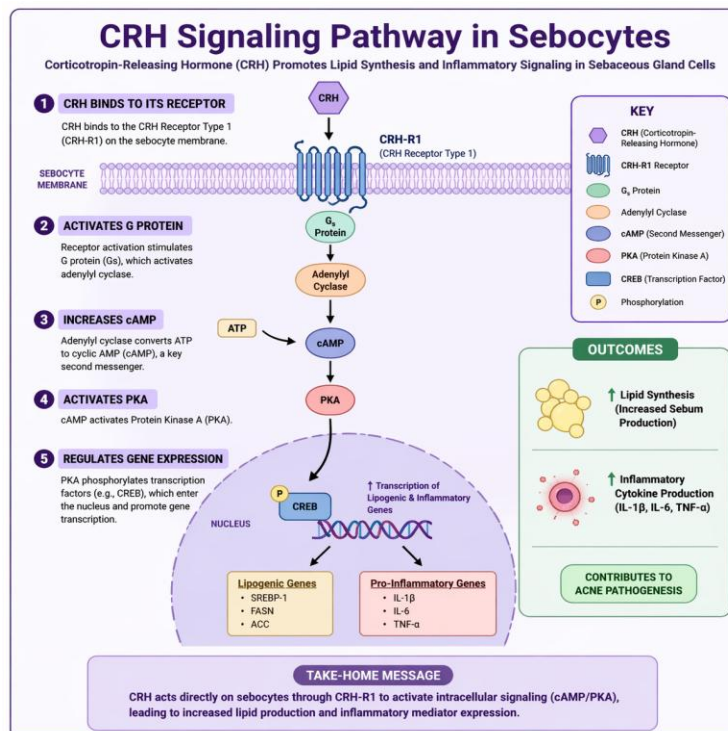 CRH Signaling Pathway in Sebocytes
Corticotropin-Releasing Hormone (CRH) Promotes Lipid Synthesis and Inflammatory Signaling in Sebaceous Gland Cells
1 CRH BINDS TO ITS RECEPTOR
CRH binds to the CRH Receptor Type 1
(CRH-R1) on the sebocyte membrane.
CRH
CRH-R1
(CRH Receptor Type 1)
SEBOCYTE
MEMBRANE
2 ACTIVATES G PROTEIN
Receptor activation stimulates
G protein (Gs), which activates
adenylyl cyclase.
Gs
Protein
Adenylyl
Cyclase
3 INCREASES cAMP
Adenylyl cyclase converts ATP
to cyclic AMP (cAMP), a key
second messenger.
ATP
cAMP
4 ACTIVATES PKA
cAMP activates Protein Kinase A (PKA).
PKA
5 REGULATES GENE EXPRESSION
PKA phosphorylates transcription
factors (e.g., CREB), which enter
the nucleus and promote gene
transcription.
P
CREB
NUCLEUS
↑ Transcription of
Lipogenic & Inflammatory
Genes
Lipogenic Genes
• SREBP-1
• FASN
• ACC
Pro-Inflammatory Genes
• IL-1β
• IL-6
• TNF-α
KEY
CRH (Corticotropin-
Releasing Hormone)
CRH-R1 Receptor
Gs Protein
Adenylyl Cyclase
cAMP (Second Messenger)
PKA (Protein Kinase A)
CREB (Transcription Factor)
P Phosphorylation
OUTCOMES
↑ Lipid Synthesis
(Increased Sebum
Production)
↑ Inflammatory
Cytokine Production
(IL-1β, IL-6, TNF-α)
CONTRIBUTES TO
ACNE PATHOGENESIS
TAKE-HOME MESSAGE
CRH acts directly on sebocytes through CRH-R1 to activate intracellular signaling (cAMP/PKA),
leading to increased lipid production and inflammatory mediator expression.